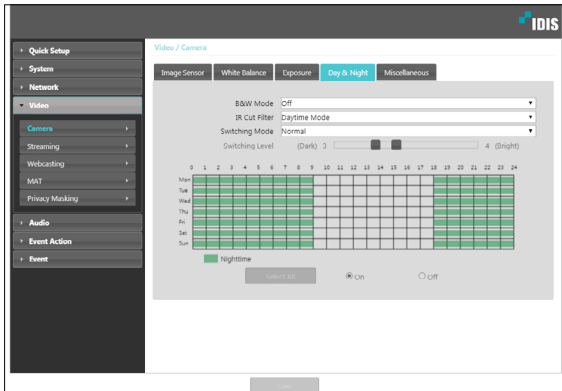 IDIS
Quick Setup
System
Network
Video
Camera
Streaming
Webcasting
MAT
Privacy Masking
Audio
Event Action
Event
Video / Camera
Image Sensor White Balance Exposure Day & Night Miscellaneous
B&W Mode Off
IR Cut Filter Daytime Mode
Switching Mode Normal
Switching Level (Dark) 3 4 (Bright)
0 1 2 3 4 5 6 7 8 9 10 11 12 13 14 15 16 17 18 19 20 21 22 23 24
Mon
Tue
Wed
Thu
Fri
Sat
Sun
Nighttime
Select All On Off
Save